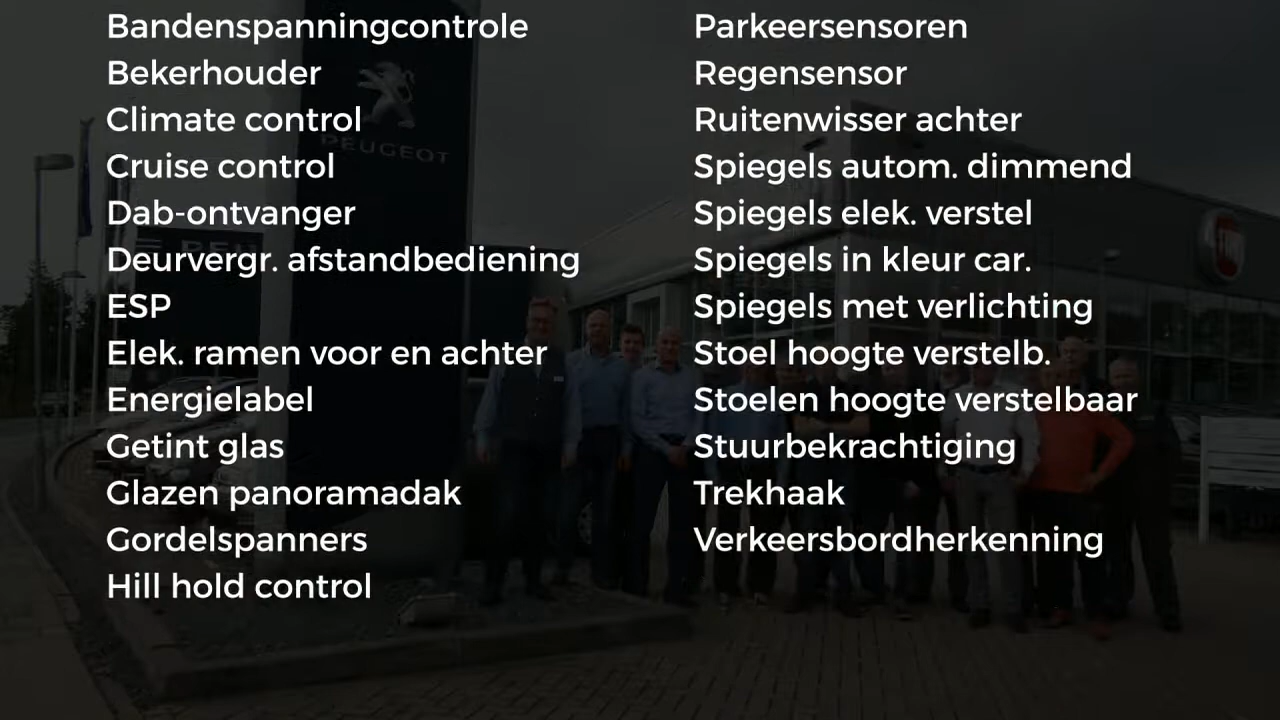 Bandenspanningcontrole
Bekerhouder
Climate control
Cruise control
Dab-ontvanger
Deurvergr. afstandbediening
ESP
Elek. ramen voor en achter
Energielabel
Getint glas
Glazen panoramadak
Gordelspanners
Hill hold control
Parkeersensoren
Regensensor
Ruitenwisser achter
Spiegels autom. dimmend
Spiegels elek. verstel
Spiegels in kleur car.
Spiegels met verlichting
Stoel hoogte verstelb.
Stoelen hoogte verstelbaar
Stuurbekrachtiging
Trekhaak
Verkeersbordherkenning
PEUGEOT